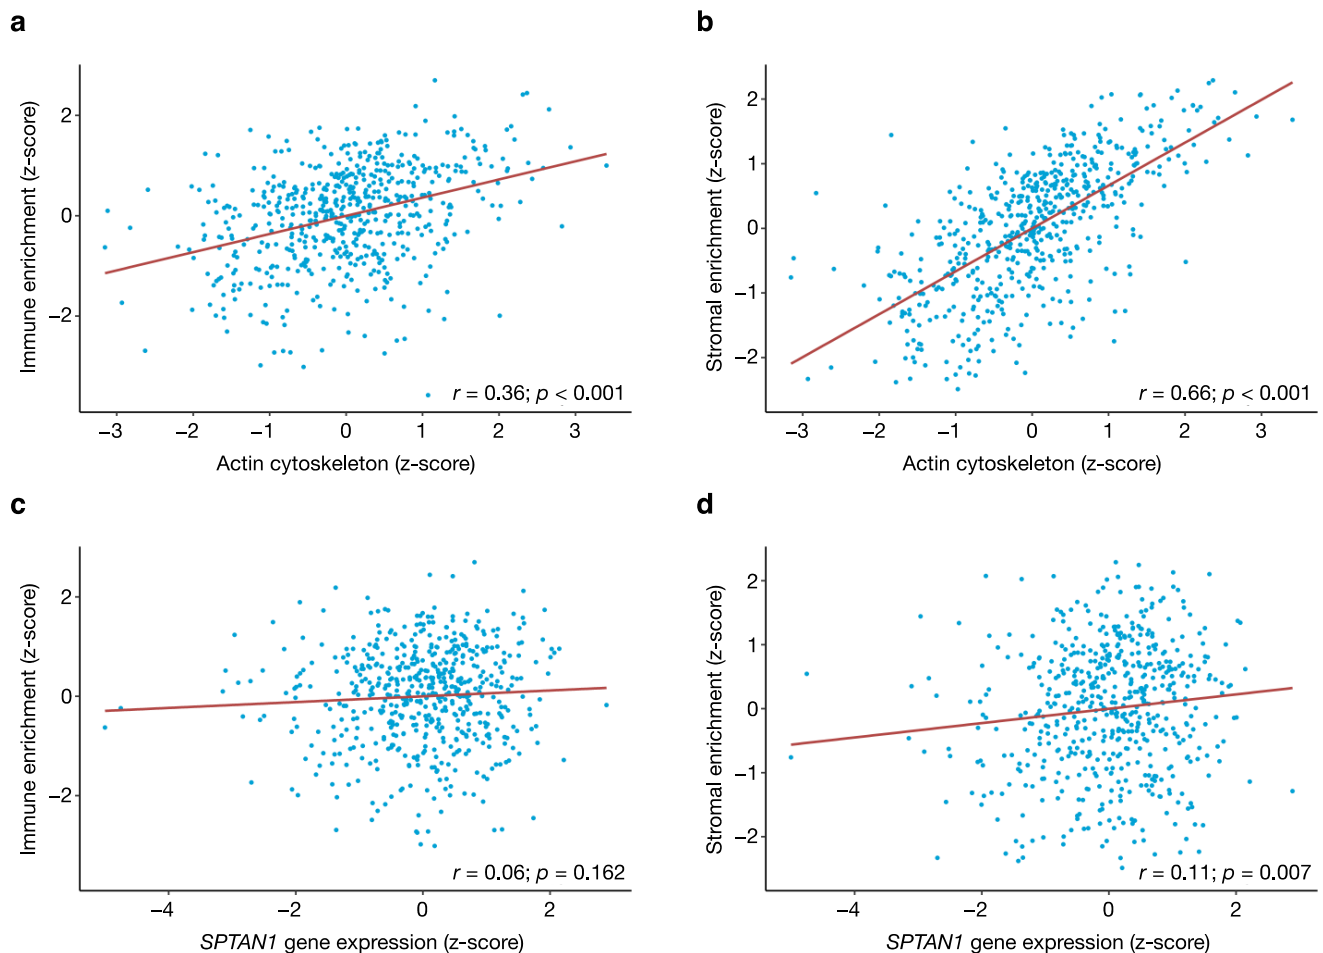 a
Immune enrichment (z-score)
2
0
−2
r = 0.36; p < 0.001
−3 −2 −1 0 1 2 3
Actin cytoskeleton (z-score)
b
Stromal enrichment (z-score)
2
1
0
−1
−2
r = 0.66; p < 0.001
−3 −2 −1 0 1 2 3
Actin cytoskeleton (z-score)
c
Immune enrichment (z-score)
2
0
−2
r = 0.06; p = 0.162
−4 −2 0 2
SPTAN1 gene expression (z-score)
d
Stromal enrichment (z-score)
2
1
0
−1
−2
r = 0.11; p = 0.007
−4 −2 0 2
SPTAN1 gene expression (z-score)